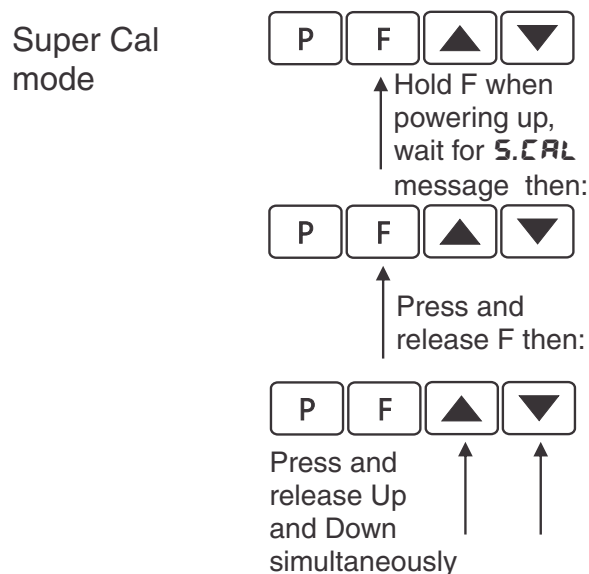 Super Cal
mode
P F ▲ ▼
Hold F when
powering up,
wait for S.CAL
message then:
P F ▲ ▼
Press and
release F then:
P F ▲ ▼
Press and
release Up
and Down
simultaneously